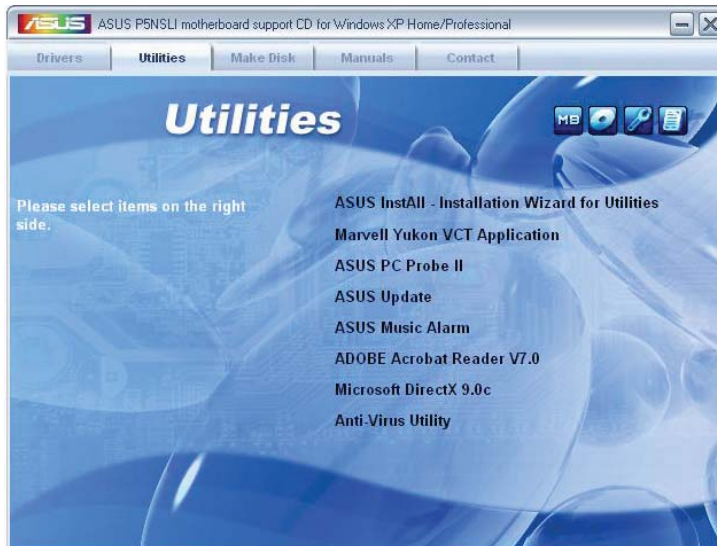 ASUS ASUS P5NSLI motherboard support CD for Windows XP Home/Professional
Drivers Utilities Make Disk Manuals Contact
Utilities
MB
Please select items on the right
side.
ASUS InstAll - Installation Wizard for Utilities
Marvell Yukon VCT Application
ASUS PC Probe II
ASUS Update
ASUS Music Alarm
ADOBE Acrobat Reader V7.0
Microsoft DirectX 9.0c
Anti-Virus Utility